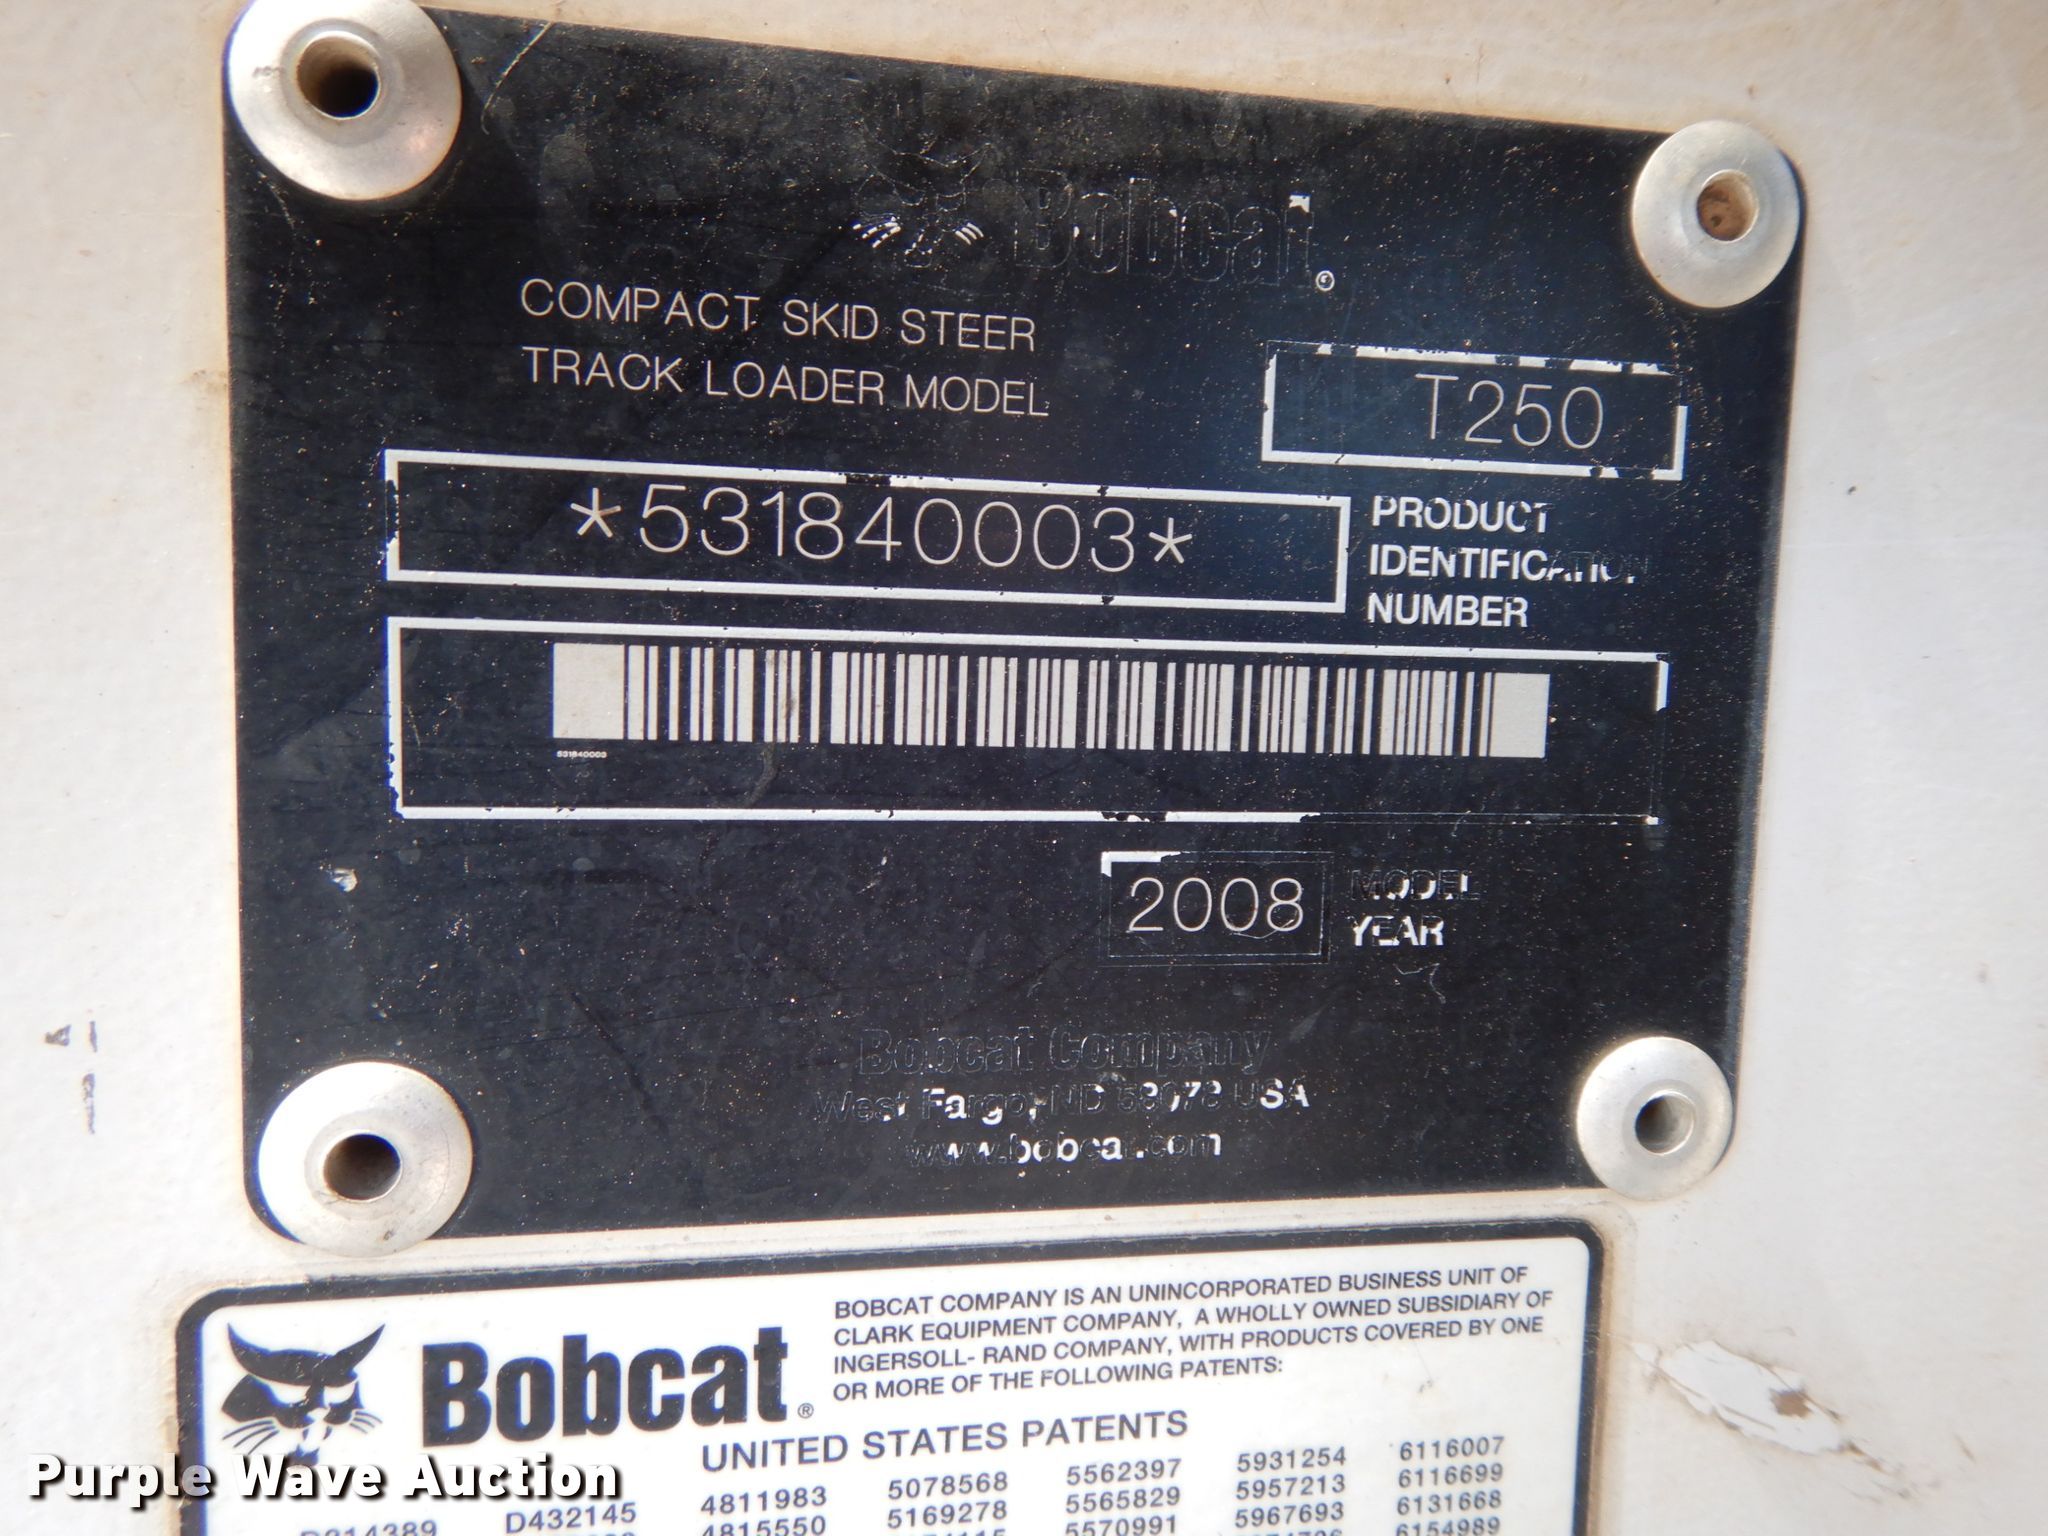 Bobcat®
COMPACT SKID STEER
TRACK LOADER MODEL
T250
*531840003*
PRODUCT
IDENTIFICATION
NUMBER
531840003
2008
MODEL
YEAR
Bobcat Company
West Fargo, ND 58078 USA
www.bobcat.com
Bobcat®
BOBCAT COMPANY IS AN UNINCORPORATED BUSINESS UNIT OF
CLARK EQUIPMENT COMPANY, A WHOLLY OWNED SUBSIDIARY OF
INGERSOLL- RAND COMPANY, WITH PRODUCTS COVERED BY ONE
OR MORE OF THE FOLLOWING PATENTS:
UNITED STATES PATENTS
D432145 4811983 5078568 5562397 5931254 6116007
4815550 5169278 5565829 5957213 6116699
5570991 5967693 6131668
6154989
Purple Wave Auction